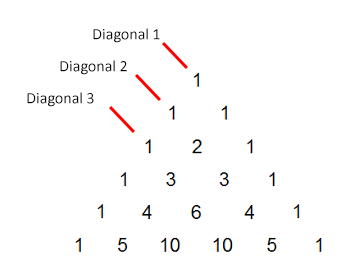 Diagonal 1
1
Diagonal 2
1 1
Diagonal 3
1 2 1
1 3 3 1
1 4 6 4 1
1 5 10 10 5 1